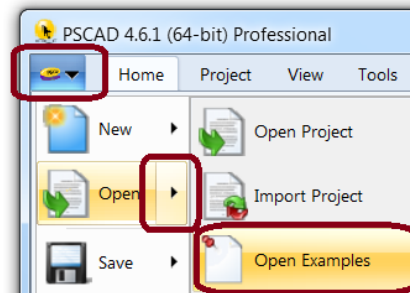 PSCAD 4.6.1 (64-bit) Professional
Home Project View Tools
New Open Project
Open Import Project
Save Open Examples